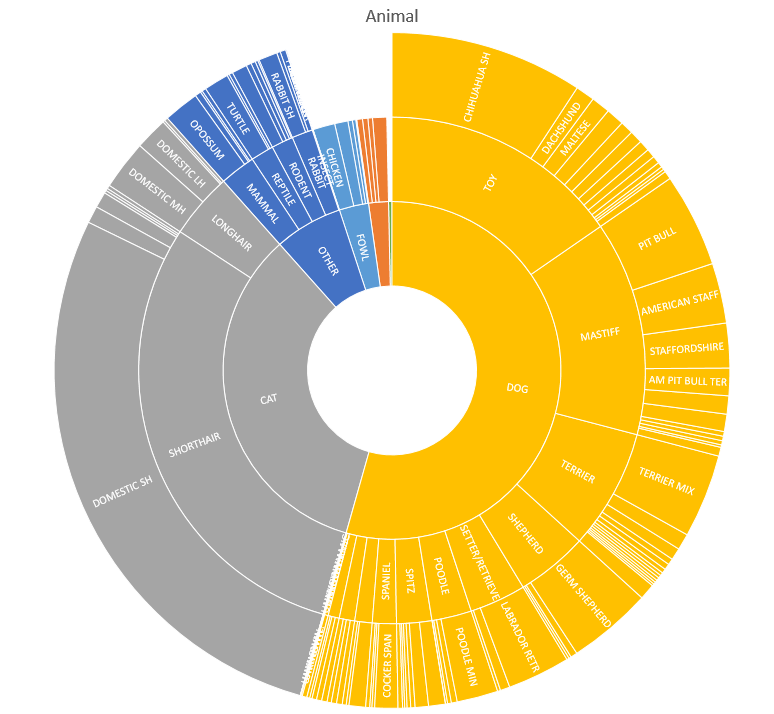 Animal
CHIHUAHUA SH
DACHSHUND
MALTESE
TOY
PIT BULL
AMERICAN STAFF
STAFFORDSHIRE
AM PIT BULL TER
MASTIFF
DOG
TERRIER
TERRIER MIX
SHEPHERD
GERM SHEPHERD
SETTER/RETRIEVE
LABRADOR RETR
POODLE
POODLE MIN
SPITZ
SPANIEL
COCKER SPAN
CAT
SHORTHAIR
DOMESTIC SH
LONGHAIR
DOMESTIC MH
DOMESTIC LH
OTHER
MAMMAL
OPOSSUM
REPTILE
TURTLE
RODENT
RABBIT
RABBIT SH
INSECT
FOWL
CHICKEN